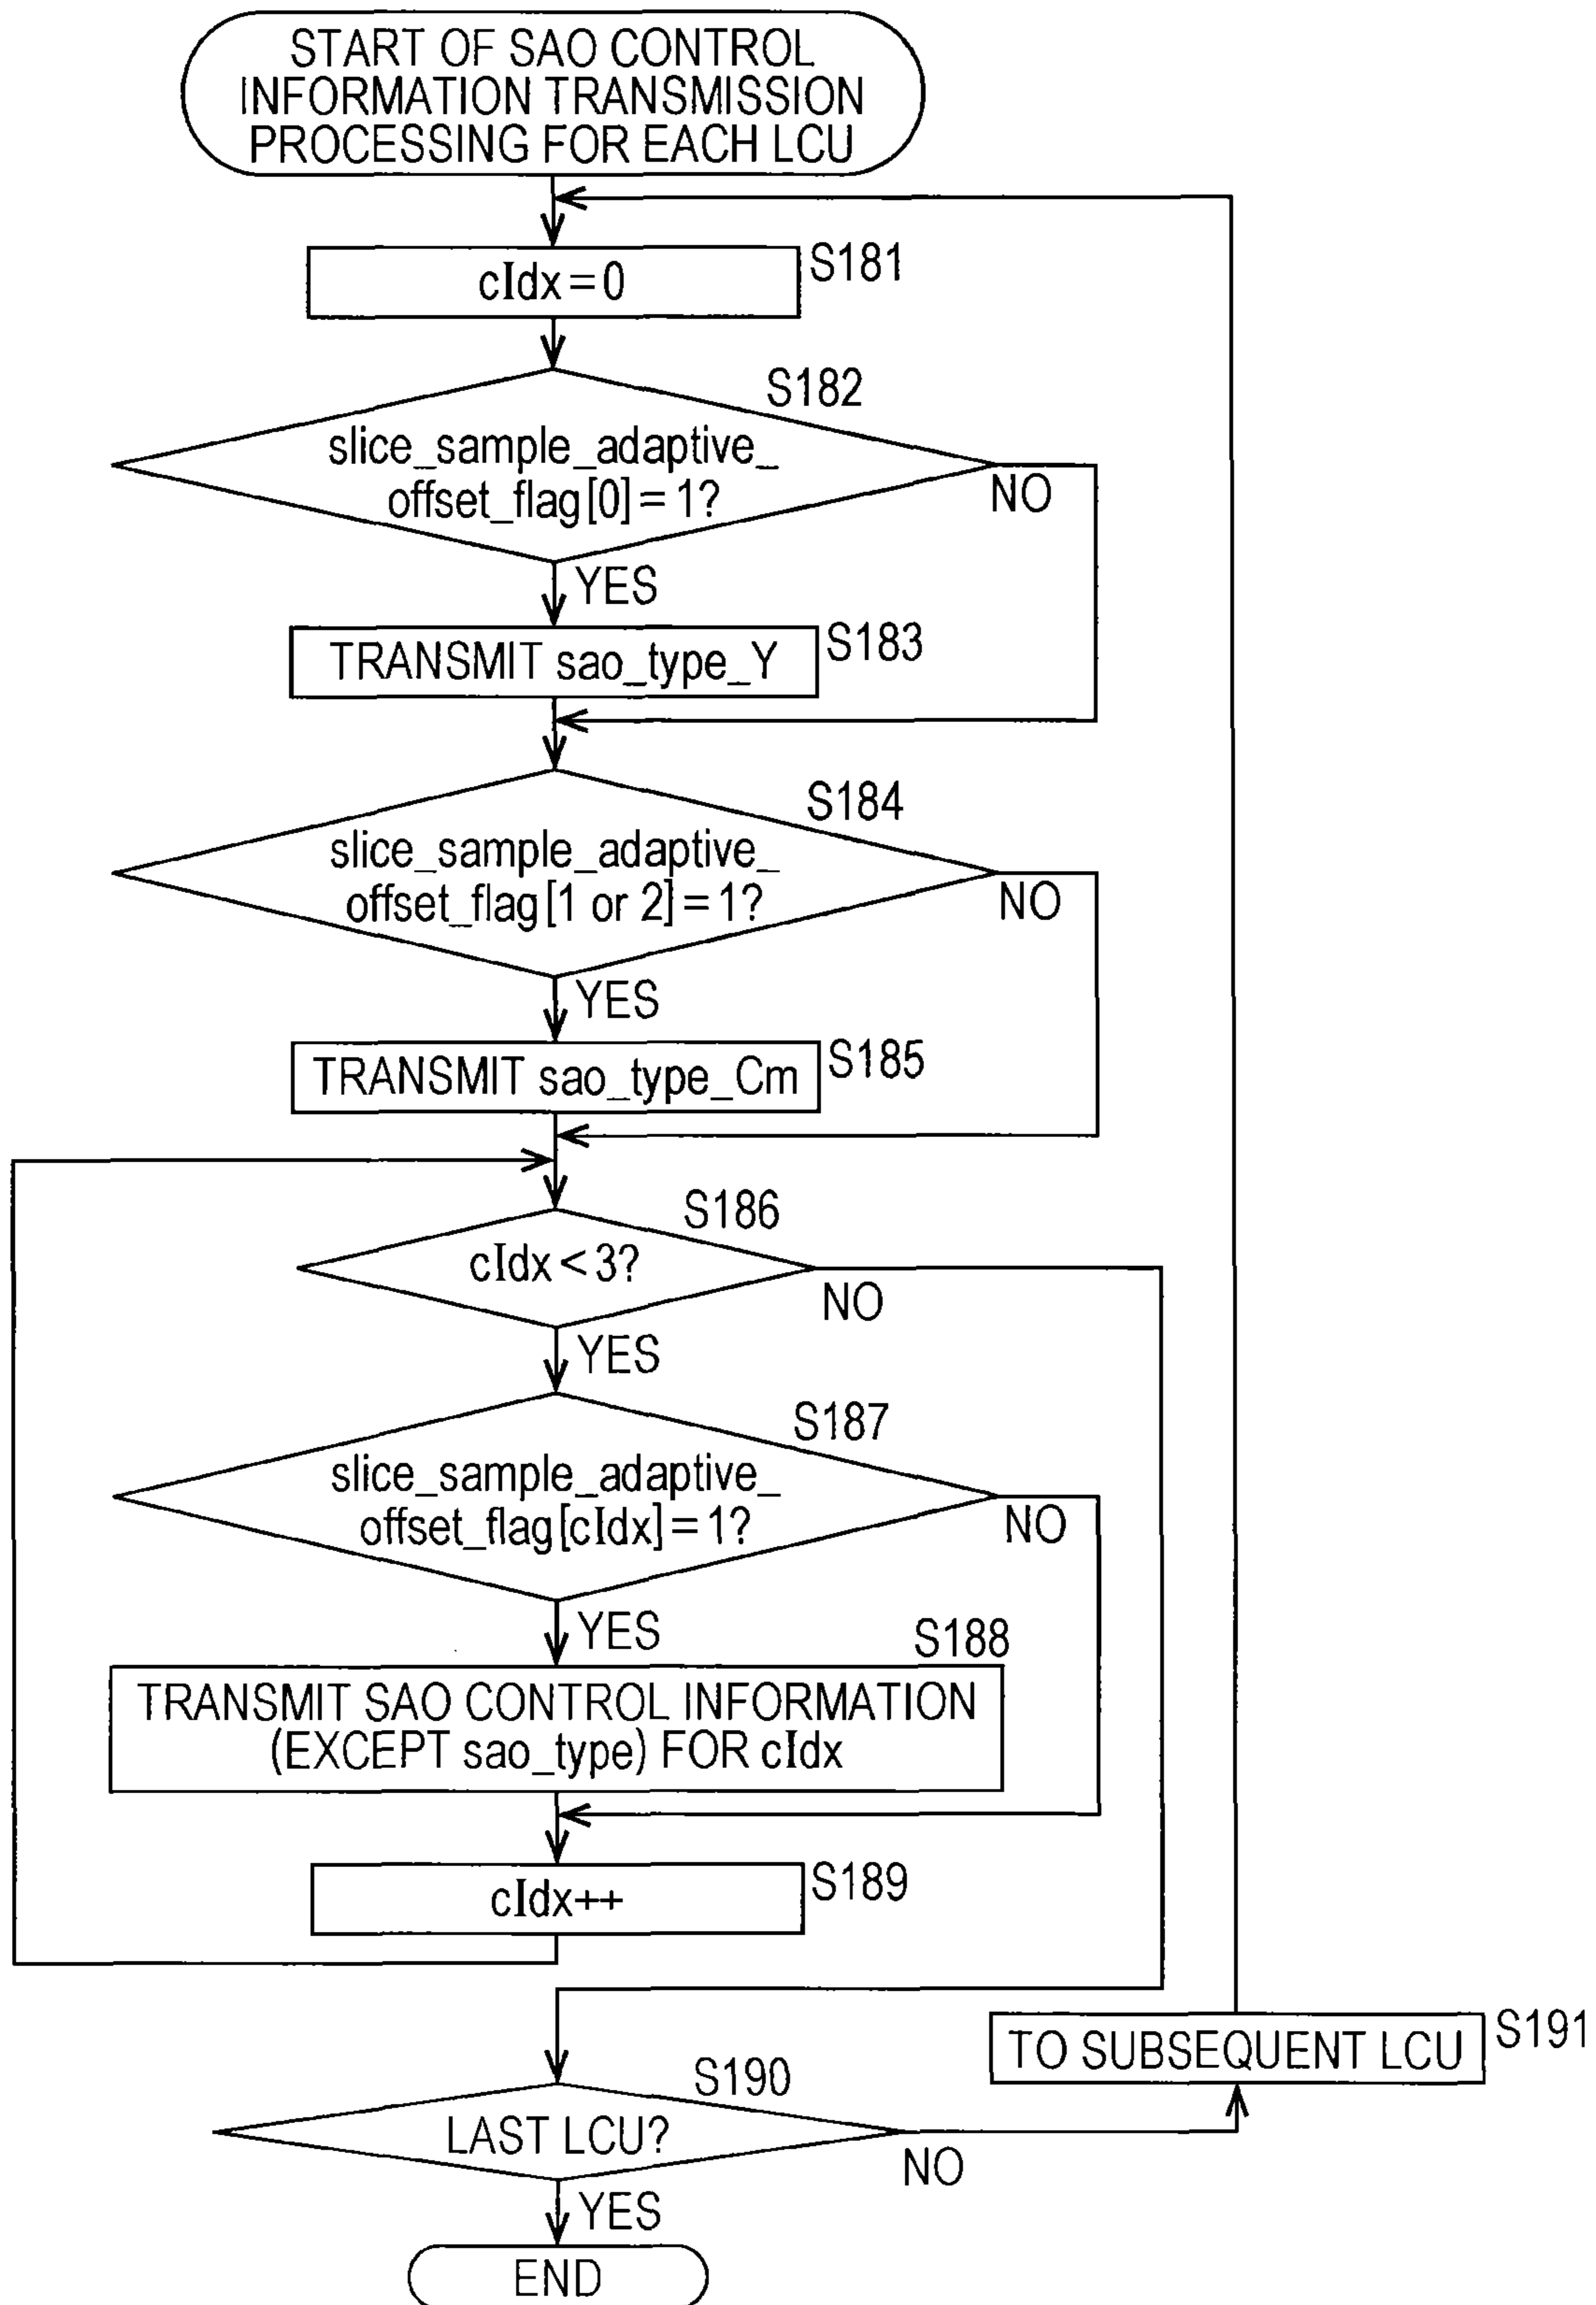 START OF SAO CONTROL
INFORMATION TRANSMISSION
PROCESSING FOR EACH LCU
cIdx=0
S181
S182
slice_sample_adaptive_
offset_flag[0]=1?
NO
YES
TRANSMIT sao_type_Y
S183
S184
slice_sample_adaptive_
offset_flag[1 or 2]=1?
NO
YES
TRANSMIT sao_type_Cm
S185
S186
cIdx<3?
NO
YES
S187
slice_sample_adaptive_
offset_flag[cIdx]=1?
NO
YES
S188
TRANSMIT SAO CONTROL INFORMATION
(EXCEPT sao_type) FOR cIdx
cIdx++
S189
TO SUBSEQUENT LCU
S191
S190
LAST LCU?
NO
YES
END